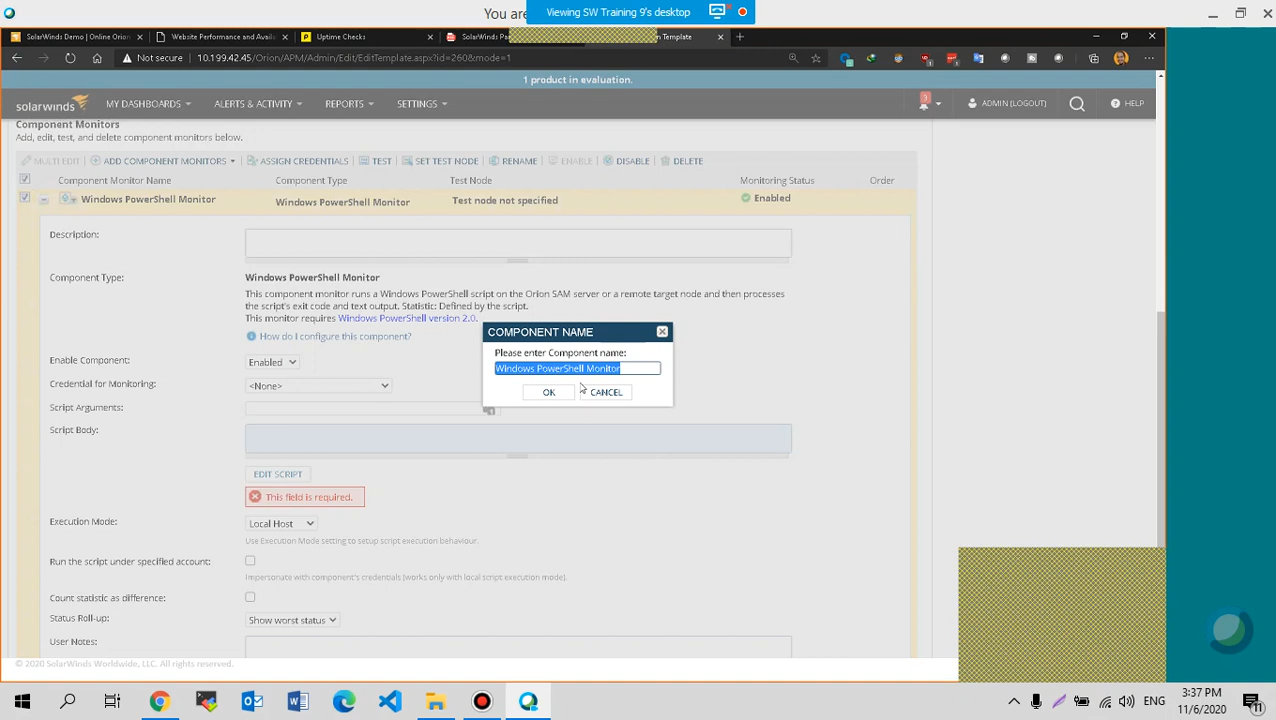 You are
Viewing SW Training 9's desktop
SolarWinds Demo | Online Orion
Website Performance and Availa
Uptime Checks
SolarWinds Pa
n Template
Not secure
10.199.42.45/Orion/APM/Admin/Edit/EditTemplate.aspx?id=260&mode=1
1 product in evaluation.
solarwinds
MY DASHBOARDS
ALERTS & ACTIVITY
REPORTS
SETTINGS
3
ADMIN (LOGOUT)
HELP
Component Monitors
Add, edit, test, and delete component monitors below.
MULTI EDIT
ADD COMPONENT MONITORS
ASSIGN CREDENTIALS
TEST
SET TEST NODE
RENAME
ENABLE
DISABLE
DELETE
Component Monitor Name
Component Type
Test Node
Monitoring Status
Order
Windows PowerShell Monitor
Windows PowerShell Monitor
Test node not specified
Enabled
Description:
Component Type:
Windows PowerShell Monitor
This component monitor runs a Windows PowerShell script on the Orion SAM server or a remote target node and then processes
the script's exit code and text output. Statistic: Defined by the script.
This monitor requires Windows PowerShell version 2.0.
How do I configure this component?
COMPONENT NAME
Please enter Component name:
Windows PowerShell Monitor
OK
CANCEL
Enable Component:
Enabled
Credential for Monitoring:
<None>
Script Arguments:
Script Body:
EDIT SCRIPT
This field is required.
Execution Mode:
Local Host
Use Execution Mode setting to setup script execution behaviour.
Run the script under specified account:
Impersonate with component's credentials [works only with local script execution mode].
Count statistic as difference:
Status Roll-up:
Show worst status
User Notes:
© 2020 SolarWinds Worldwide, LLC. All rights reserved.
ENG
3:37 PM
11/6/2020